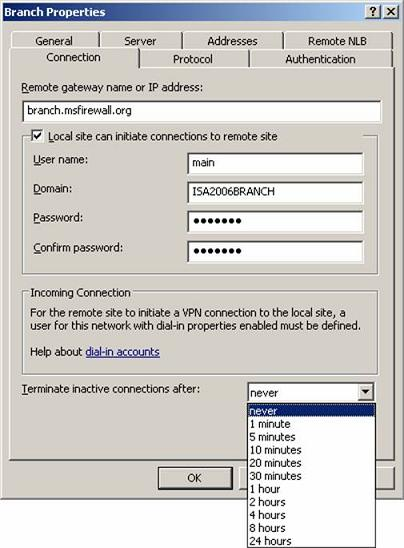 Branch Properties
General Server Addresses Remote NLB
Connection Protocol Authentication
Remote gateway name or IP address:
branch.msfirewall.org
Local site can initiate connections to remote site
User name: main
Domain: ISA2006BRANCH
Password: ●●●●●●●
Confirm password: ●●●●●●●
Incoming Connection
For the remote site to initiate a VPN connection to the local site, a
user for this network with dial-in properties enabled must be defined.
Help about dial-in accounts
Terminate inactive connections after: never
never
1 minute
5 minutes
10 minutes
20 minutes
30 minutes
1 hour
2 hours
4 hours
8 hours
24 hours
OK